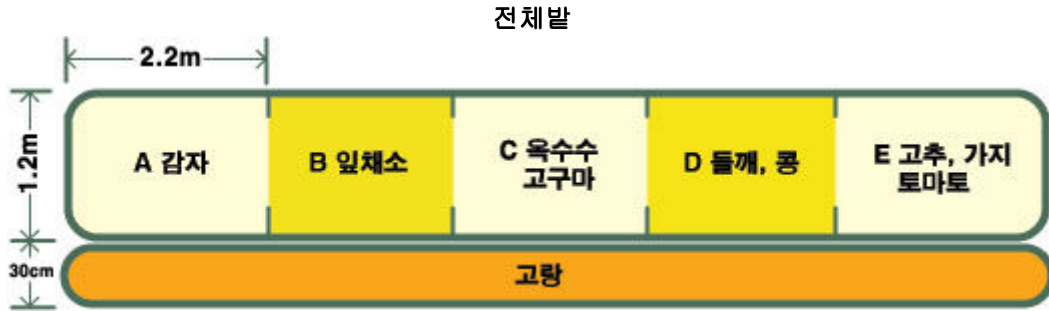 전체밭
2.2m
1.2m
A 감자
B 잎채소
C 옥수수
고구마
D 들깨, 콩
E 고추, 가지
토마토
30cm
고랑